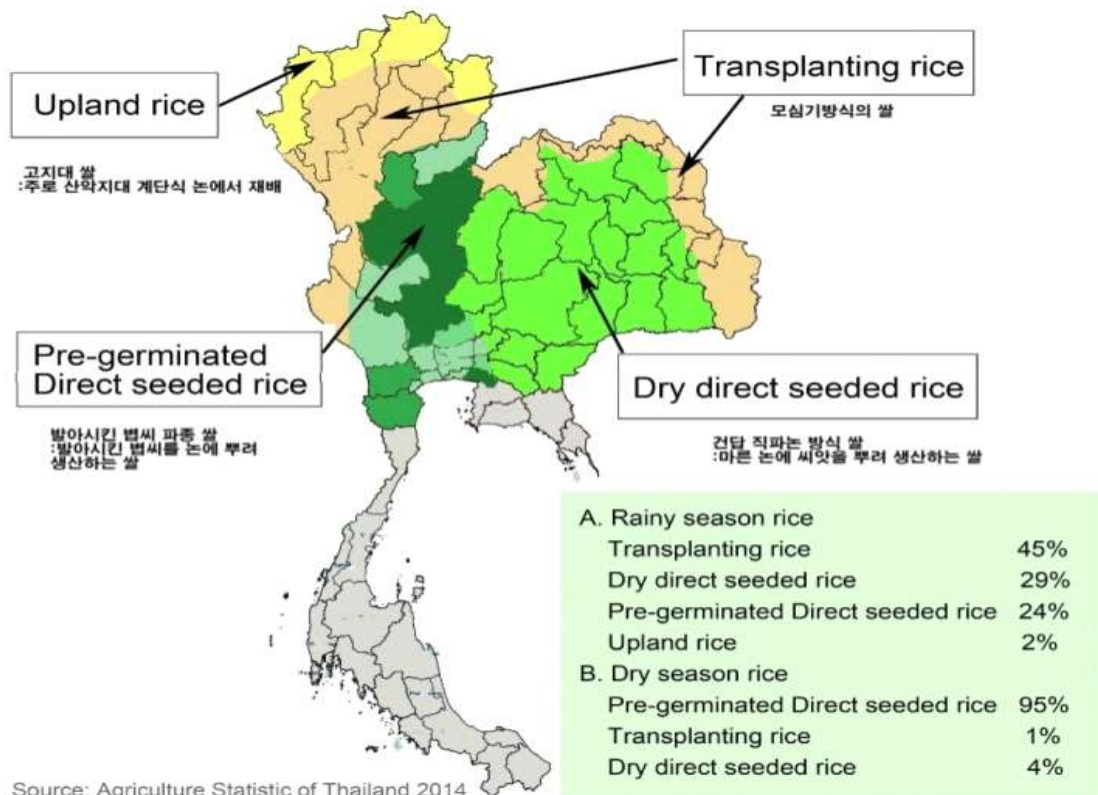 Upland rice
고지대 쌀
:주로 산악지대 계단식 논에서 재배
Transplanting rice
모심기방식의 쌀
Pre-germinated
Direct seeded rice
발아시킨 볍씨 파종 쌀
:발아시킨 볍씨를 논에 뿌려
생산하는 쌀
Dry direct seeded rice
건답 직파논 방식 쌀
:마른 논에 씨앗을 뿌려 생산하는 쌀
A. Rainy season rice
Transplanting rice 45%
Dry direct seeded rice 29%
Pre-germinated Direct seeded rice 24%
Upland rice 2%
B. Dry season rice
Pre-germinated Direct seeded rice 95%
Transplanting rice 1%
Dry direct seeded rice 4%
Source: Agriculture Statistic of Thailand 2014